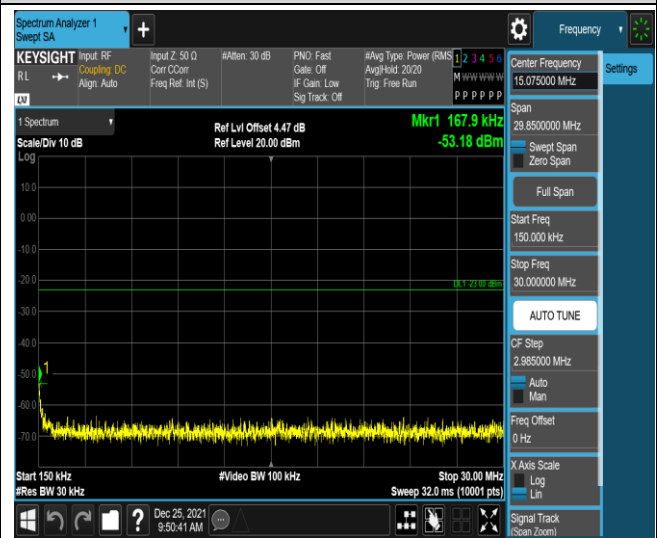 Spectrum Analyzer 1
Swept SA
+
Frequency
KEYSIGHT
RL
LXI
Input: RF
Coupling: DC
Align: Auto
Input Z: 50 Ω
Corr CCorr
Freq Ref: Int (S)
#Atten: 30 dB
PNO: Fast
Gate: Off
IF Gain: Low
Sig Track: Off
#Avg Type: Power (RMS
Avg|Hold: 20/20
Trig: Free Run
1 2 3 4 5 6
M W W W W W
P P P P P P
1 Spectrum
Scale/Div 10 dB
Ref Lvl Offset 4.47 dB
Ref Level 20.00 dBm
Mkr1 167.9 kHz
-53.18 dBm
Log
10.0
0.00
-10.0
-20.0
-30.0
-40.0
-50.0
-60.0
-70.0
DL1 -23.00 dBm
1
Start 150 kHz
#Video BW 100 kHz
Stop 30.00 MHz
#Res BW 30 kHz
Sweep 32.0 ms (10001 pts)
Center Frequency
15.075000 MHz
Settings
Span
29.8500000 MHz
Swept Span
Zero Span
Full Span
Start Freq
150.000 kHz
Stop Freq
30.000000 MHz
AUTO TUNE
CF Step
2.985000 MHz
Auto
Man
Freq Offset
0 Hz
X Axis Scale
Log
Lin
Signal Track
(Span Zoom)
?
Dec 25, 2021
9:50:41 AM